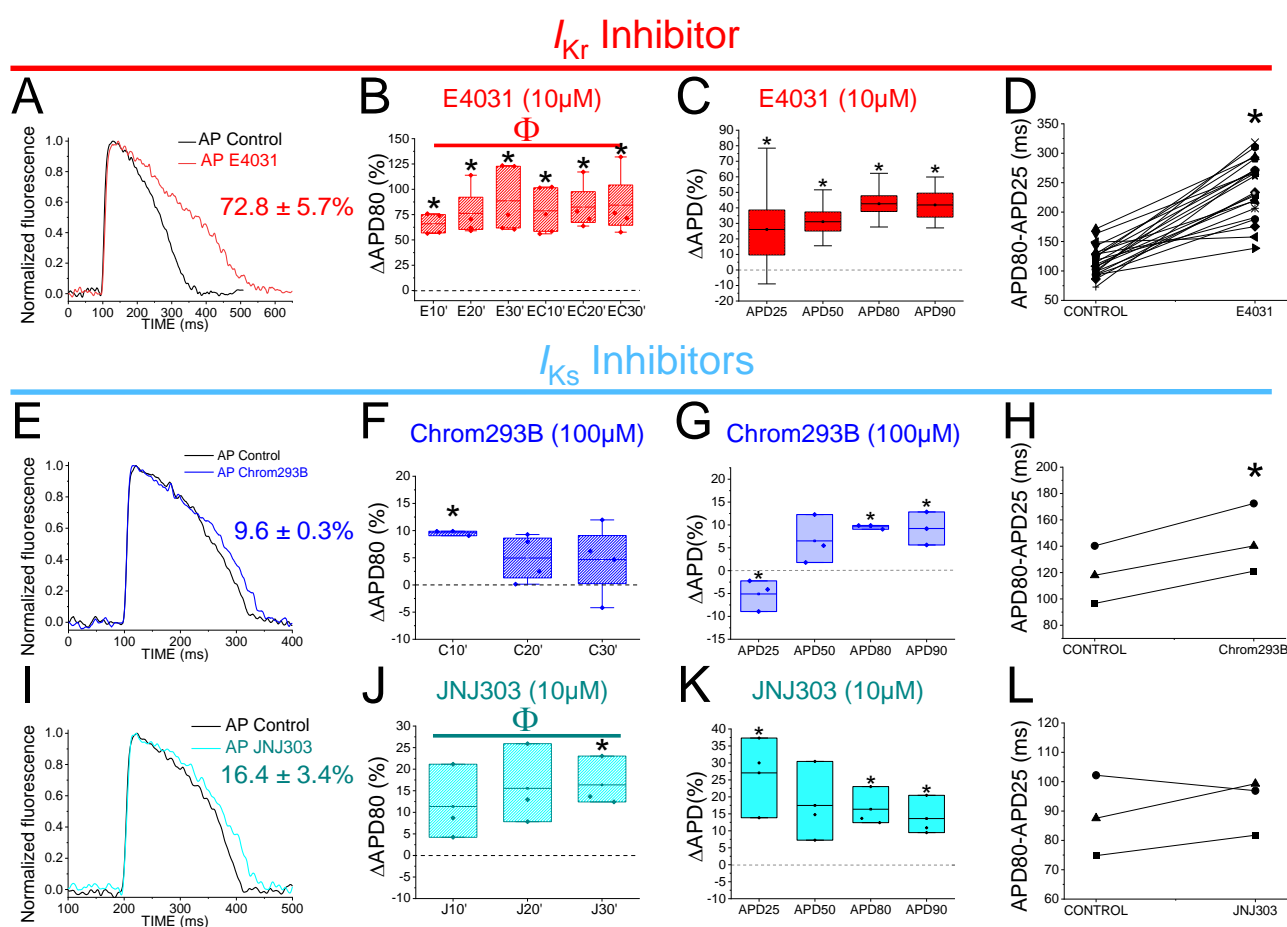 IKr Inhibitor
A
AP Control
AP E4031
72.8 ± 5.7%
Normalized fluorescence
1.0
0.8
0.6
0.4
0.2
0.0
0 100 200 300 400 500 600
TIME (ms)
B
E4031 (10µM)
Φ
ΔAPD80 (%)
150
125
100
75
50
25
0
* * * * * *
E10' E20' E30' EC10' EC20' EC30'
C
E4031 (10µM)
ΔAPD(%)
90
80
70
60
50
40
30
20
10
0
-10
-20
* * * *
APD25 APD50 APD80 APD90
D
*
APD80-APD25 (ms)
350
300
250
200
150
100
50
CONTROL E4031
IKs Inhibitors
E
AP Control
AP Chrom293B
9.6 ± 0.3%
Normalized fluorescence
1.0
0.8
0.6
0.4
0.2
0.0
0 100 200 300 400
TIME (ms)
F
Chrom293B (100µM)
ΔAPD80 (%)
20
15
10
5
0
-5
-10
*
C10' C20' C30'
G
Chrom293B (100µM)
ΔAPD(%)
20
15
10
5
0
-5
-10
-15
* * *
APD25 APD50 APD80 APD90
H
*
APD80-APD25 (ms)
200
180
160
140
120
100
80
CONTROL Chrom293B
I
AP Control
AP JNJ303
16.4 ± 3.4%
Normalized fluorescence
1.0
0.8
0.6
0.4
0.2
0.0
100 200 300 400 500
TIME (ms)
J
JNJ303 (10µM)
Φ
ΔAPD80 (%)
30
25
20
15
10
5
0
-5
-10
*
J10' J20' J30'
K
JNJ303 (10µM)
ΔAPD(%)
40
35
30
25
20
15
10
5
0
-5
-10
* * *
APD25 APD50 APD80 APD90
L
APD80-APD25 (ms)
120
110
100
90
80
70
60
CONTROL JNJ303